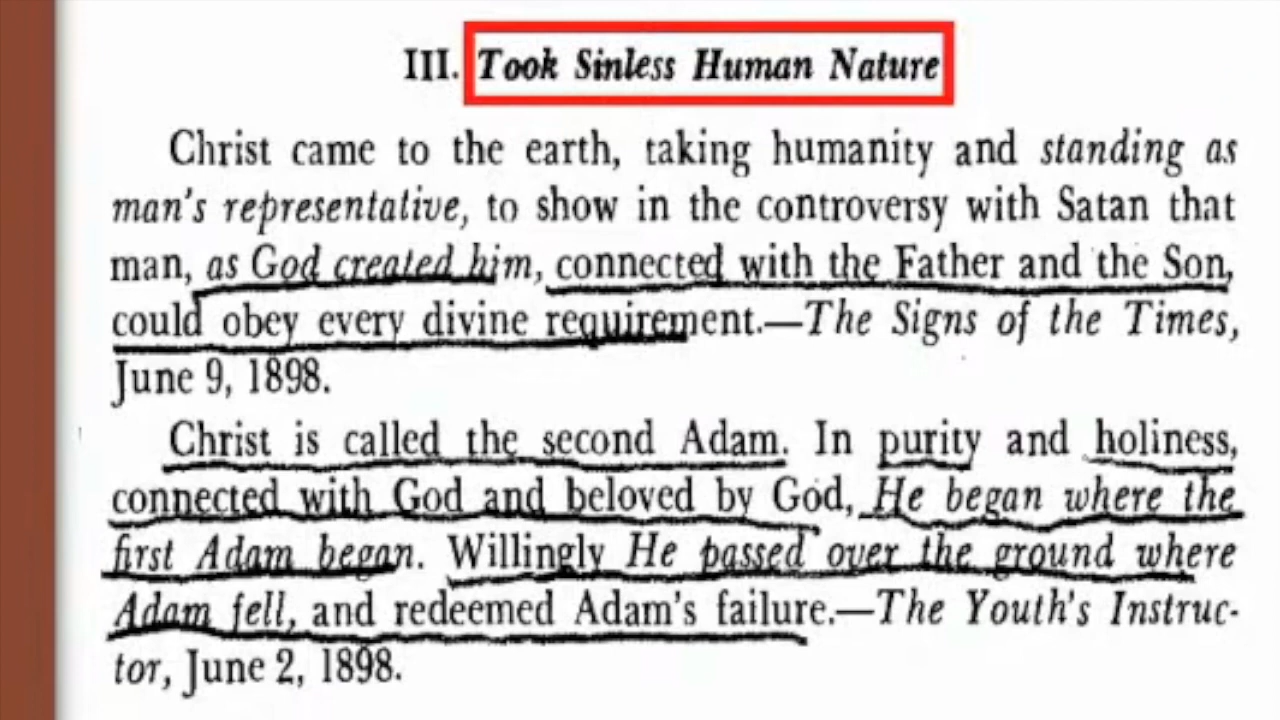 III. Took Sinless Human Nature
Christ came to the earth, taking humanity and standing as
man's representative, to show in the controversy with Satan that
man, as God created him, connected with the Father and the Son,
could obey every divine requirement.—The Signs of the Times,
June 9, 1898.
Christ is called the second Adam. In purity and holiness,
connected with God and beloved by God, He began where the
first Adam began. Willingly He passed over the ground where
Adam fell, and redeemed Adam's failure.—The Youth's Instruc-
tor, June 2, 1898.